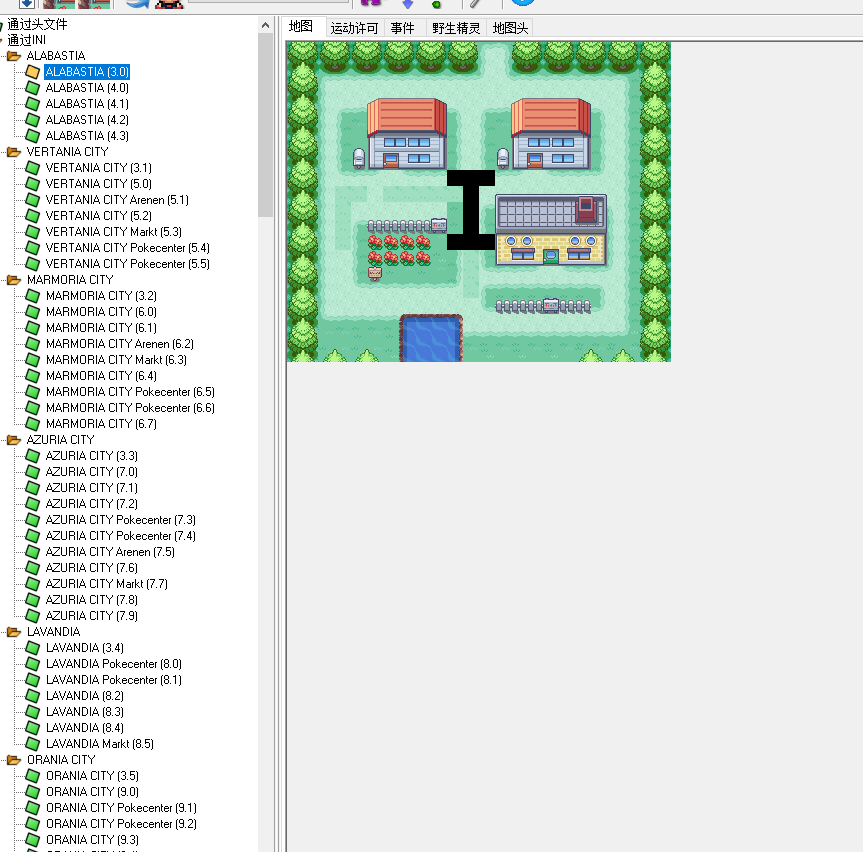 通过头文件
通过INI
ALABASTIA
ALABASTIA (3.0)
ALABASTIA (4.0)
ALABASTIA (4.1)
ALABASTIA (4.2)
ALABASTIA (4.3)
VERTANIA CITY
VERTANIA CITY (3.1)
VERTANIA CITY (5.0)
VERTANIA CITY Arenen (5.1)
VERTANIA CITY (5.2)
VERTANIA CITY Markt (5.3)
VERTANIA CITY Pokecenter (5.4)
VERTANIA CITY Pokecenter (5.5)
MARMORIA CITY
MARMORIA CITY (3.2)
MARMORIA CITY (6.0)
MARMORIA CITY (6.1)
MARMORIA CITY Arenen (6.2)
MARMORIA CITY Markt (6.3)
MARMORIA CITY (6.4)
MARMORIA CITY Pokecenter (6.5)
MARMORIA CITY Pokecenter (6.6)
MARMORIA CITY (6.7)
AZURIA CITY
AZURIA CITY (3.3)
AZURIA CITY (7.0)
AZURIA CITY (7.1)
AZURIA CITY (7.2)
AZURIA CITY Pokecenter (7.3)
AZURIA CITY Pokecenter (7.4)
AZURIA CITY Arenen (7.5)
AZURIA CITY (7.6)
AZURIA CITY Markt (7.7)
AZURIA CITY (7.8)
AZURIA CITY (7.9)
LAVANDIA
LAVANDIA (3.4)
LAVANDIA Pokecenter (8.0)
LAVANDIA Pokecenter (8.1)
LAVANDIA (8.2)
LAVANDIA (8.3)
LAVANDIA (8.4)
LAVANDIA Markt (8.5)
ORANIA CITY
ORANIA CITY (3.5)
ORANIA CITY (9.0)
ORANIA CITY Pokecenter (9.1)
ORANIA CITY Pokecenter (9.2)
ORANIA CITY (9.3)
地图 运动许可 事件 野生精灵 地图头